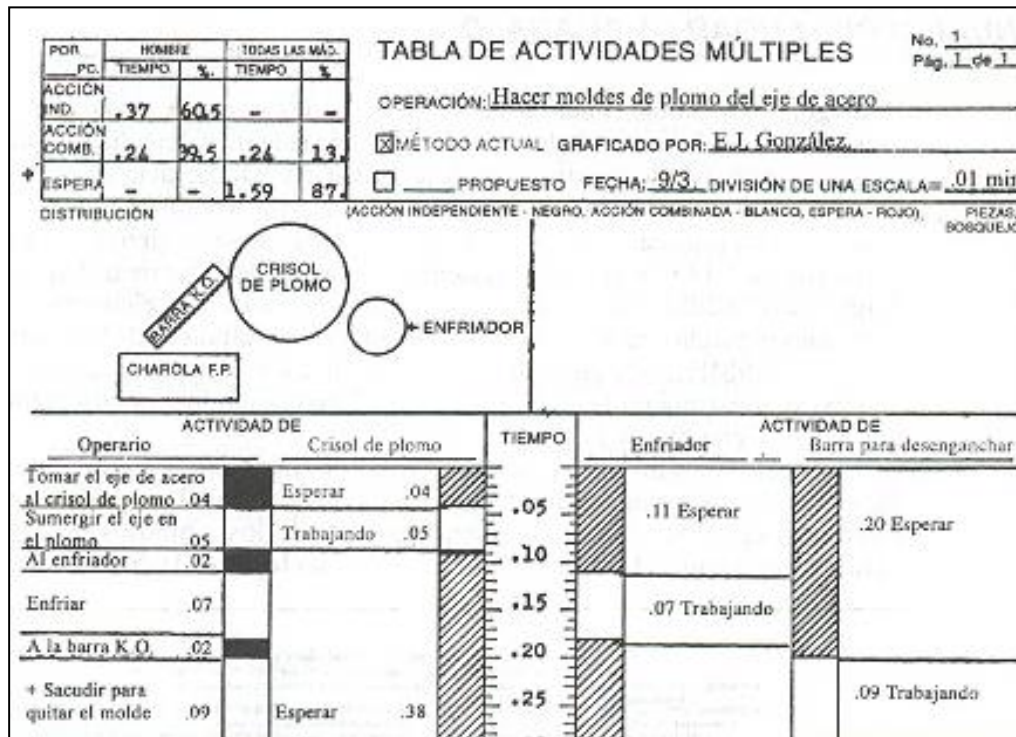 POR HOMBRE TODAS LAS MÁQ.
PC. TIEMPO %. TIEMPO %
ACCIÓN
IND. .37 60.5 - -
ACCIÓN
COMB. .24 39.5 .24 13.
+
ESPERA - - 1.59 87.
TABLA DE ACTIVIDADES MÚLTIPLES
No. 1
Pág. 1 de 1
OPERACIÓN: Hacer moldes de plomo del eje de acero
MÉTODO ACTUAL GRAFICADO POR: E.J. González.
PROPUESTO FECHA: 9/3. DIVISIÓN DE UNA ESCALA= .01 min
DISTRIBUCIÓN
(ACCIÓN INDEPENDIENTE - NEGRO, ACCIÓN COMBINADA - BLANCO, ESPERA - ROJO),
PIEZAS,
BOSQUEJO
CRISOL
DE PLOMO
BARRA K.O.
ENFRIADOR
CHAROLA F.P.
ACTIVIDAD DE
Operario Crisol de plomo
TIEMPO
ACTIVIDAD DE
Enfriador Barra para desenganchar
Tomar el eje de acero
al crisol de plomo .04
Esperar .04
Sumergir el eje en
el plomo .05
Trabajando .05
Al enfriador .02
Enfriar .07
A la barra K.O. .02
+ Sacudir para
quitar el molde .09
Esperar .38
.05
.10
.15
.20
.25
.11 Esperar
.07 Trabajando
.20 Esperar
.09 Trabajando